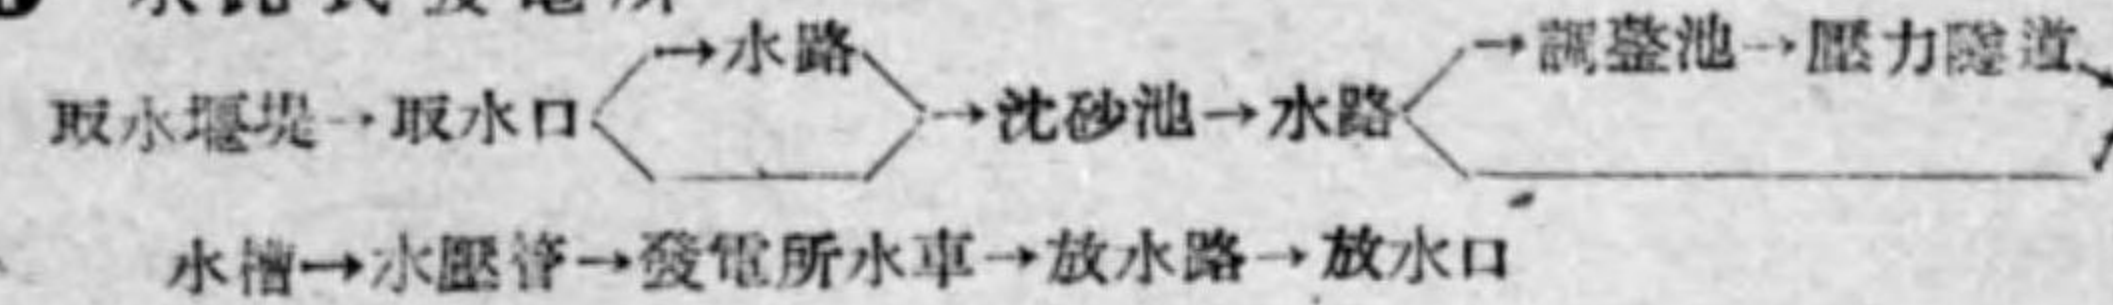 →水路 →調整池→壓力隧道
取水堰堤→取水口 →沈砂池→水路
水槽→水壓管→發電所水車→放水路→放水口